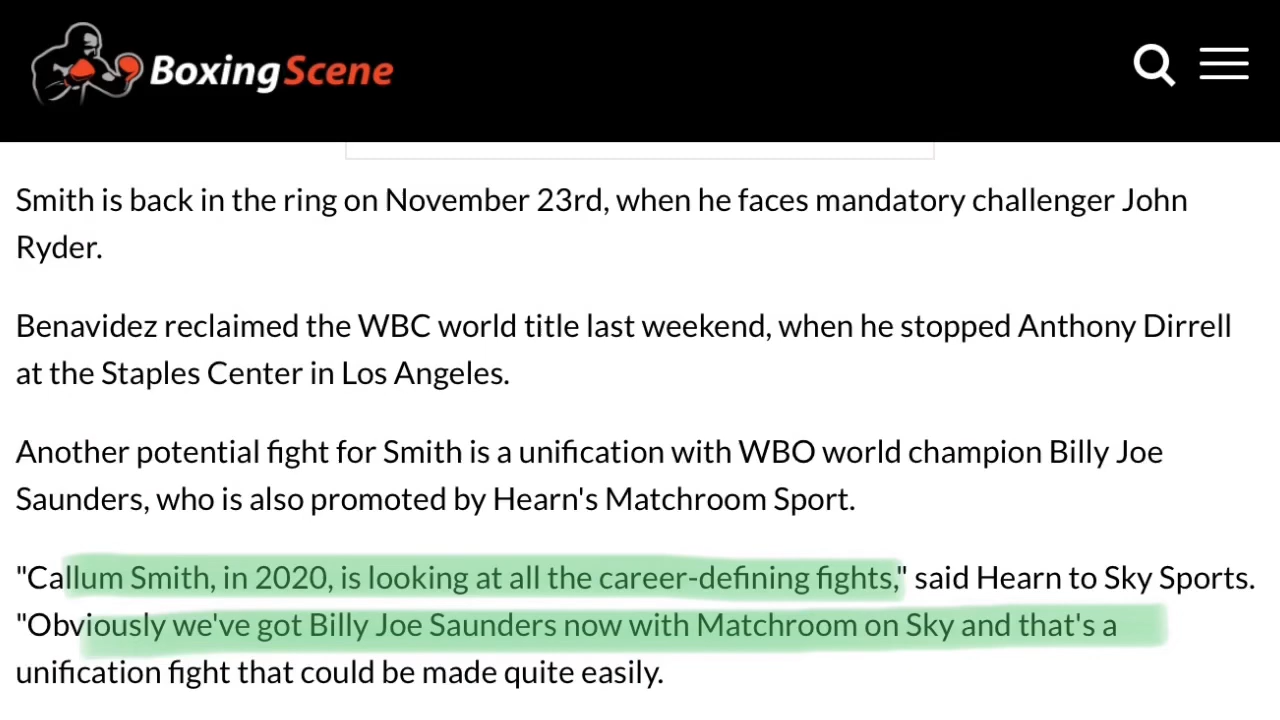 BoxingScene
Smith is back in the ring on November 23rd, when he faces mandatory challenger John
Ryder.
Benavidez reclaimed the WBC world title last weekend, when he stopped Anthony Dirrell
at the Staples Center in Los Angeles.
Another potential fight for Smith is a unification with WBO world champion Billy Joe
Saunders, who is also promoted by Hearn's Matchroom Sport.
"Callum Smith, in 2020, is looking at all the career-defining fights," said Hearn to Sky Sports.
"Obviously we've got Billy Joe Saunders now with Matchroom on Sky and that's a
unification fight that could be made quite easily.